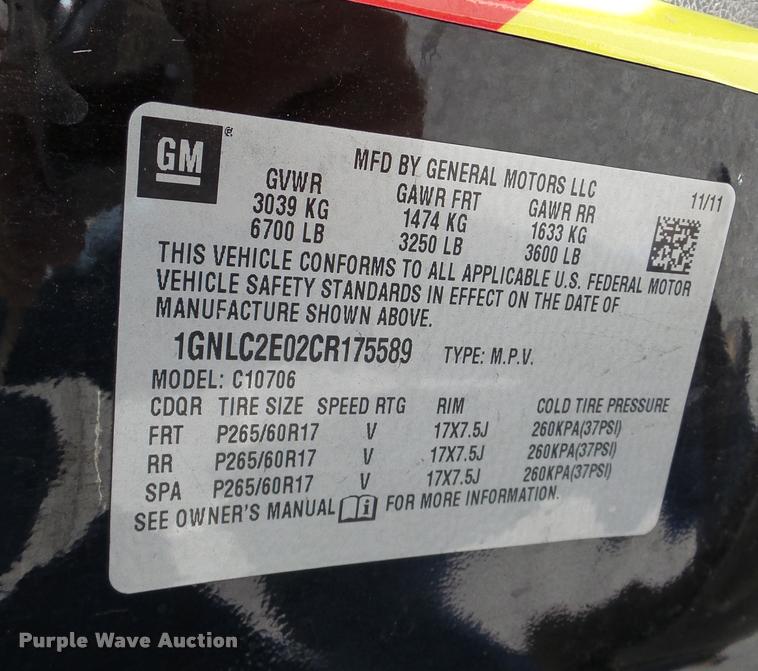 GM ®
MFD BY GENERAL MOTORS LLC
11/11
GVWR GAWR FRT GAWR RR
3039 KG 1474 KG 1633 KG
6700 LB 3250 LB 3600 LB
THIS VEHICLE CONFORMS TO ALL APPLICABLE U.S. FEDERAL MOTOR
VEHICLE SAFETY STANDARDS IN EFFECT ON THE DATE OF
MANUFACTURE SHOWN ABOVE.
1GNLC2E02CR175589 TYPE: M.P.V.
MODEL: C10706
CDQR TIRE SIZE SPEED RTG RIM COLD TIRE PRESSURE
FRT P265/60R17 V 17X7.5J 260KPA(37PSI)
RR P265/60R17 V 17X7.5J 260KPA(37PSI)
SPA P265/60R17 V 17X7.5J 260KPA(37PSI)
SEE OWNER'S MANUAL i FOR MORE INFORMATION.
Purple Wave Auction